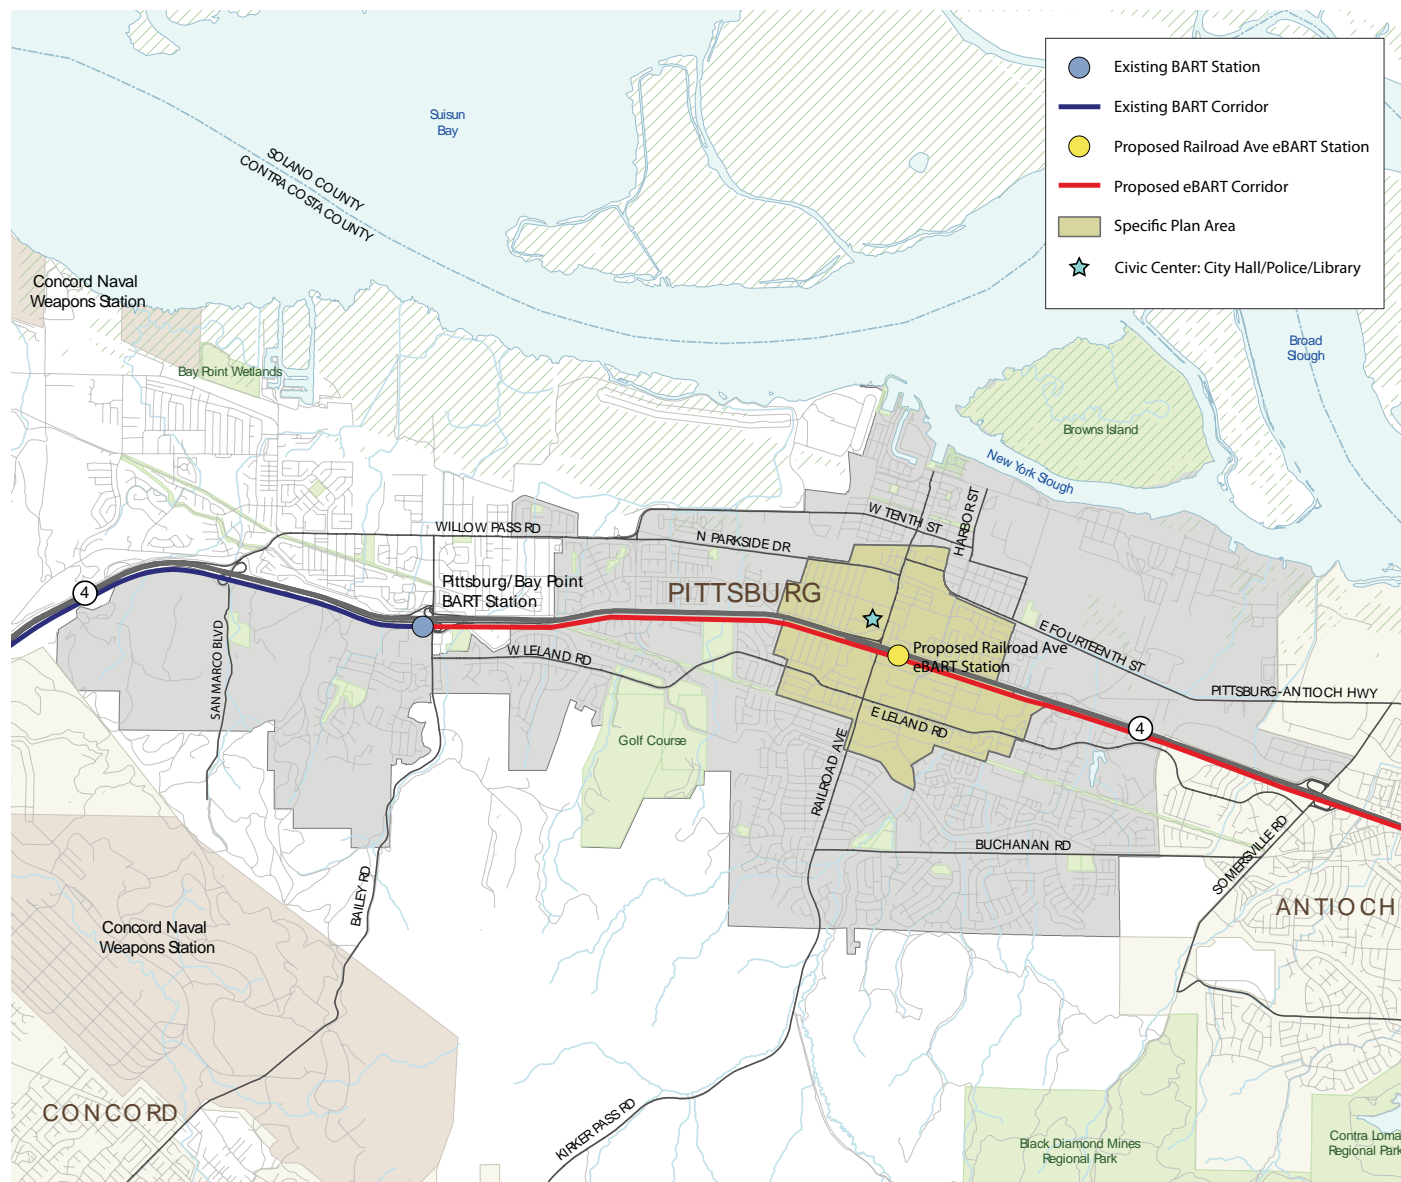 Existing BART Station
Existing BART Corridor
Proposed Railroad Ave eBART Station
Proposed eBART Corridor
Specific Plan Area
Civic Center: City Hall/Police/Library
Suisun
Bay
SOLANO COUNTY
CONTRA COSTA COUNTY
Concord Naval
Weapons Station
Bay Point Wetlands
Broad
Slough
Browns Island
New York Slough
WILLOW PASS RD
N PARKSIDE DR
W TENTH ST
HARBOR ST
4
Pittsburg/Bay Point
BART Station
PITTSBURG
E FOURTEENTH ST
Proposed Railroad Ave
eBART Station
W LELAND RD
SAN MARCO BLVD
PITTSBURG-ANTIOCH HWY
E LELAND RD
4
Golf Course
RAILROAD AVE
BUCHANAN RD
SOMERSVILLE RD
BAILEY RD
ANTIOCH
Concord Naval
Weapons Station
CONCORD
KIRKER PASS RD
Black Diamond Mines
Regional Park
Contra Loma
Regional Park